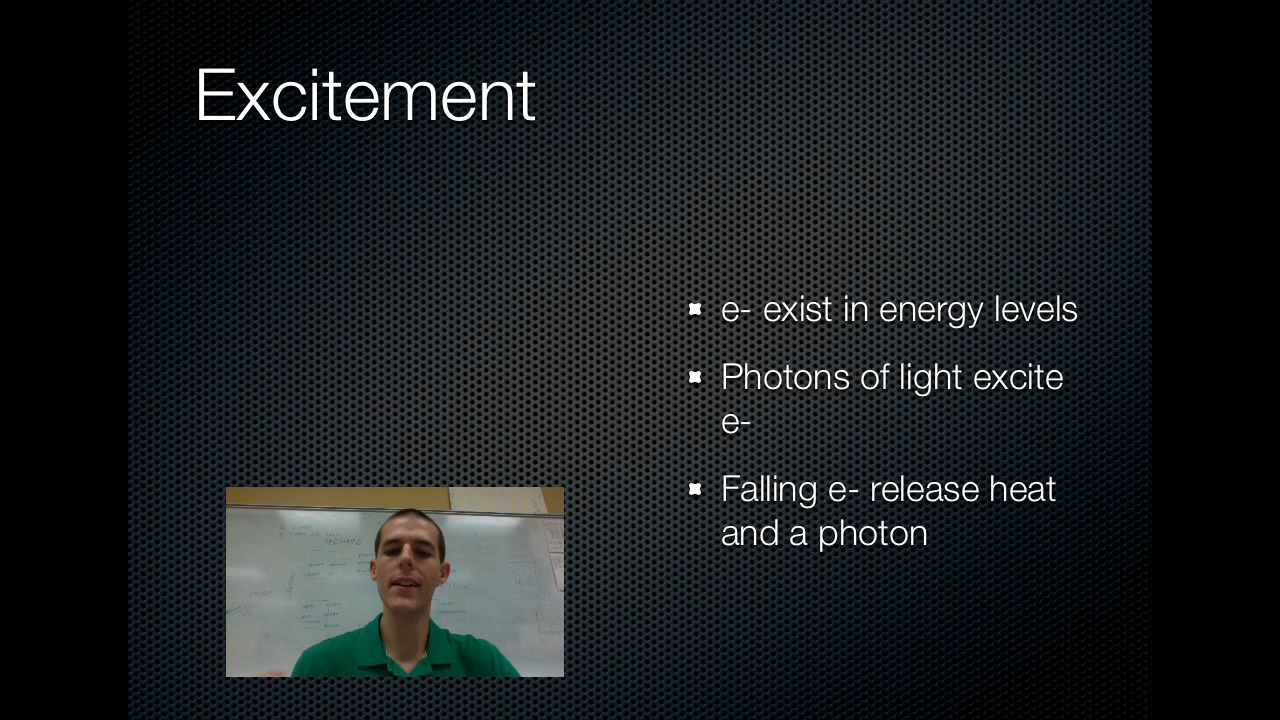 Excitement
e- exist in energy levels
Photons of light excite
e-
Falling e- release heat
and a photon